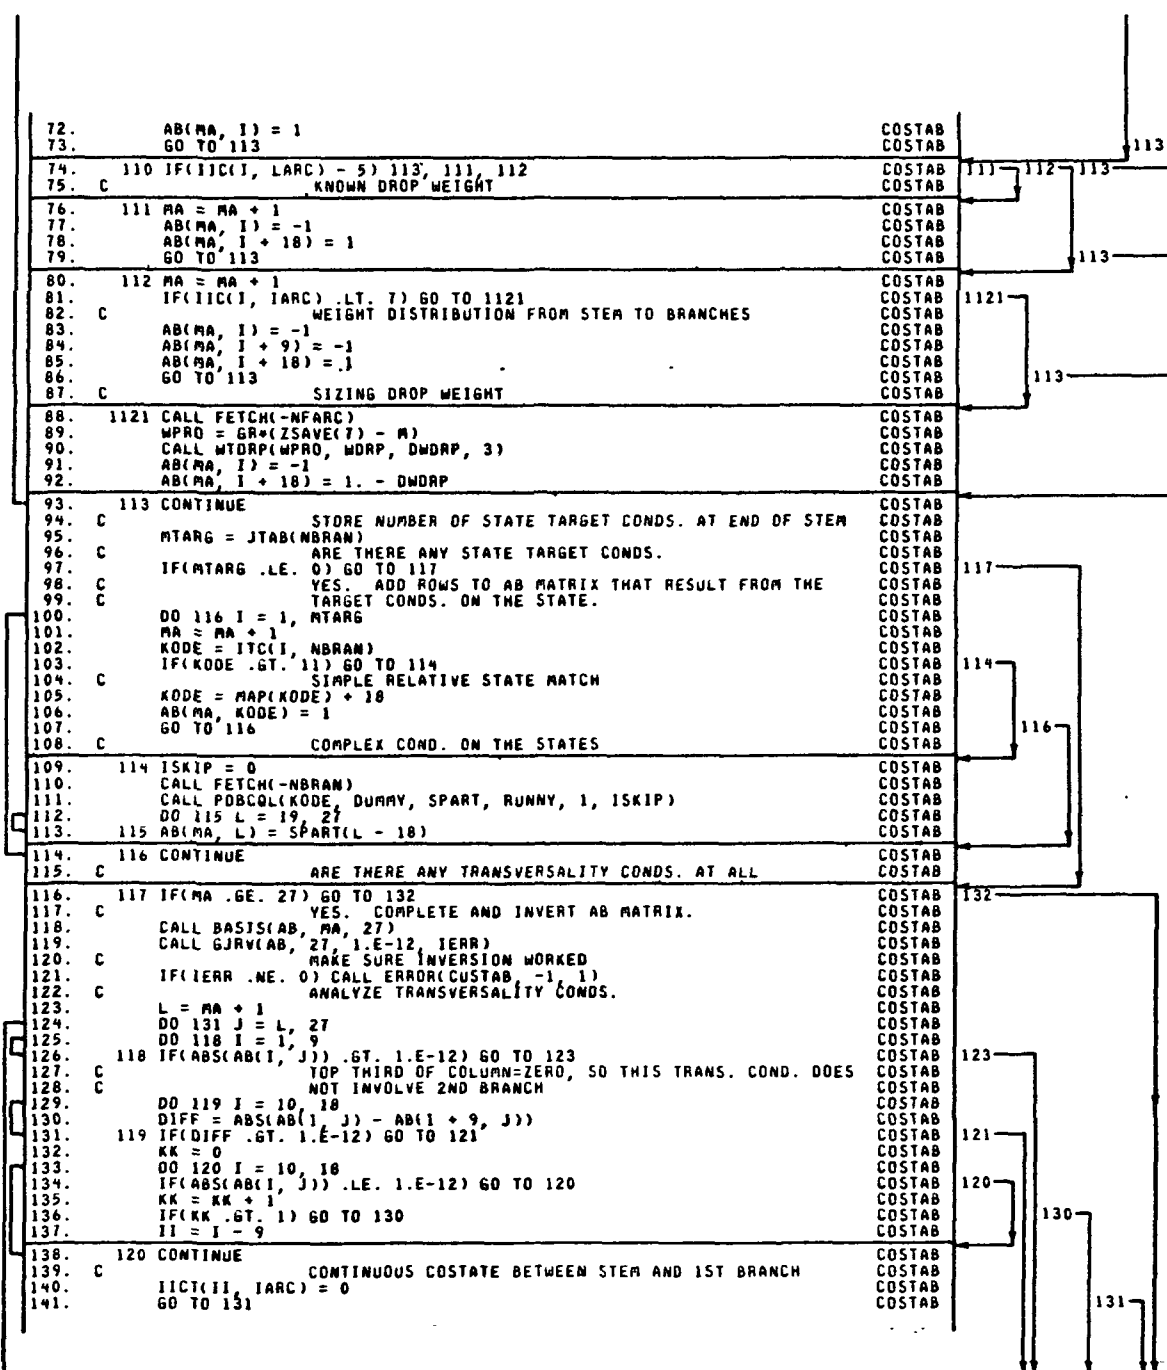 72. AB(MA, I) = 1 COSTAB
73. GO TO 113 COSTAB 113
74. 110 IF(IIC(I, LARC) - 5) 113, 111, 112 COSTAB 111 112 113
75. C KNOWN DROP WEIGHT COSTAB
76. 111 MA = MA + 1 COSTAB
77. AB(MA, I) = -1 COSTAB
78. AB(MA, I + 18) = 1 COSTAB
79. GO TO 113 COSTAB 113
80. 112 MA = MA + 1 COSTAB
81. IF(IIC(I, IARC) .LT. 7) GO TO 1121 COSTAB 1121
82. C WEIGHT DISTRIBUTION FROM STEM TO BRANCHES COSTAB
83. AB(MA, I) = -1 COSTAB
84. AB(MA, I + 9) = -1 COSTAB
85. AB(MA, I + 18) = 1 COSTAB
86. GO TO 113 COSTAB 113
87. C SIZING DROP WEIGHT COSTAB
88. 1121 CALL FETCH(-NFARC) COSTAB
89. WPRO = GR*(ZSAVE(7) - M) COSTAB
90. CALL WTDRP(WPRO, WDRP, DWDRP, 3) COSTAB
91. AB(MA, I) = -1 COSTAB
92. AB(MA, I + 18) = 1. - DWDRP COSTAB
93. 113 CONTINUE COSTAB
94. C STORE NUMBER OF STATE TARGET CONDS. AT END OF STEM COSTAB
95. MTARG = JTAB(NBRAN) COSTAB
96. C ARE THERE ANY STATE TARGET CONDS. COSTAB
97. IF(MTARG .LE. 0) GO TO 117 COSTAB 117
98. C YES. ADD ROWS TO AB MATRIX THAT RESULT FROM THE COSTAB
99. C TARGET CONDS. ON THE STATE. COSTAB
100. DO 116 I = 1, MTARG COSTAB
101. MA = MA + 1 COSTAB
102. KODE = ITC(I, NBRAN) COSTAB
103. IF(KODE .GT. 11) GO TO 114 COSTAB 114
104. C SIMPLE RELATIVE STATE MATCH COSTAB
105. KODE = MAP(KODE) + 18 COSTAB
106. AB(MA, KODE) = 1 COSTAB
107. GO TO 116 COSTAB 116
108. C COMPLEX COND. ON THE STATES COSTAB
109. 114 ISKIP = 0 COSTAB
110. CALL FETCH(-NBRAN) COSTAB
111. CALL PDBCQL(KODE, DUMMY, SPART, RUNNY, 1, ISKIP) COSTAB
112. DO 115 L = 19, 27 COSTAB
113. 115 AB(MA, L) = SPART(L - 18) COSTAB
114. 116 CONTINUE COSTAB
115. C ARE THERE ANY TRANSVERSALITY CONDS. AT ALL COSTAB
116. 117 IF(MA .GE. 27) GO TO 132 COSTAB 132
117. C YES. COMPLETE AND INVERT AB MATRIX. COSTAB
118. CALL BASIS(AB, MA, 27) COSTAB
119. CALL GJRV(AB, 27, 1.E-12, IERR) COSTAB
120. C MAKE SURE INVERSION WORKED COSTAB
121. IF(IERR .NE. 0) CALL ERROR(CUSTAB, -1, 1) COSTAB
122. C ANALYZE TRANSVERSALITY CONDS. COSTAB
123. L = MA + 1 COSTAB
124. DO 131 J = L, 27 COSTAB
125. DO 118 I = 1, 9 COSTAB
126. 118 IF(ABS(AB(I, J)) .GT. 1.E-12) GO TO 123 COSTAB 123
127. C TOP THIRD OF COLUMN=ZERO, SO THIS TRANS. COND. DOES COSTAB
128. C NOT INVOLVE 2ND BRANCH COSTAB
129. DO 119 I = 10, 18 COSTAB
130. DIFF = ABS(AB(I, J) - AB(I + 9, J)) COSTAB
131. 119 IF(DIFF .GT. 1.E-12) GO TO 121 COSTAB 121
132. KK = 0 COSTAB
133. DO 120 I = 10, 18 COSTAB
134. IF(ABS(AB(I, J)) .LE. 1.E-12) GO TO 120 COSTAB 120
135. KK = KK + 1 COSTAB
136. IF(KK .GT. 1) GO TO 130 COSTAB 130
137. II = I - 9 COSTAB
138. 120 CONTINUE COSTAB
139. C CONTINUOUS COSTATE BETWEEN STEM AND 1ST BRANCH COSTAB
140. IICT(II, IARC) = 0 COSTAB
141. GO TO 131 COSTAB 131